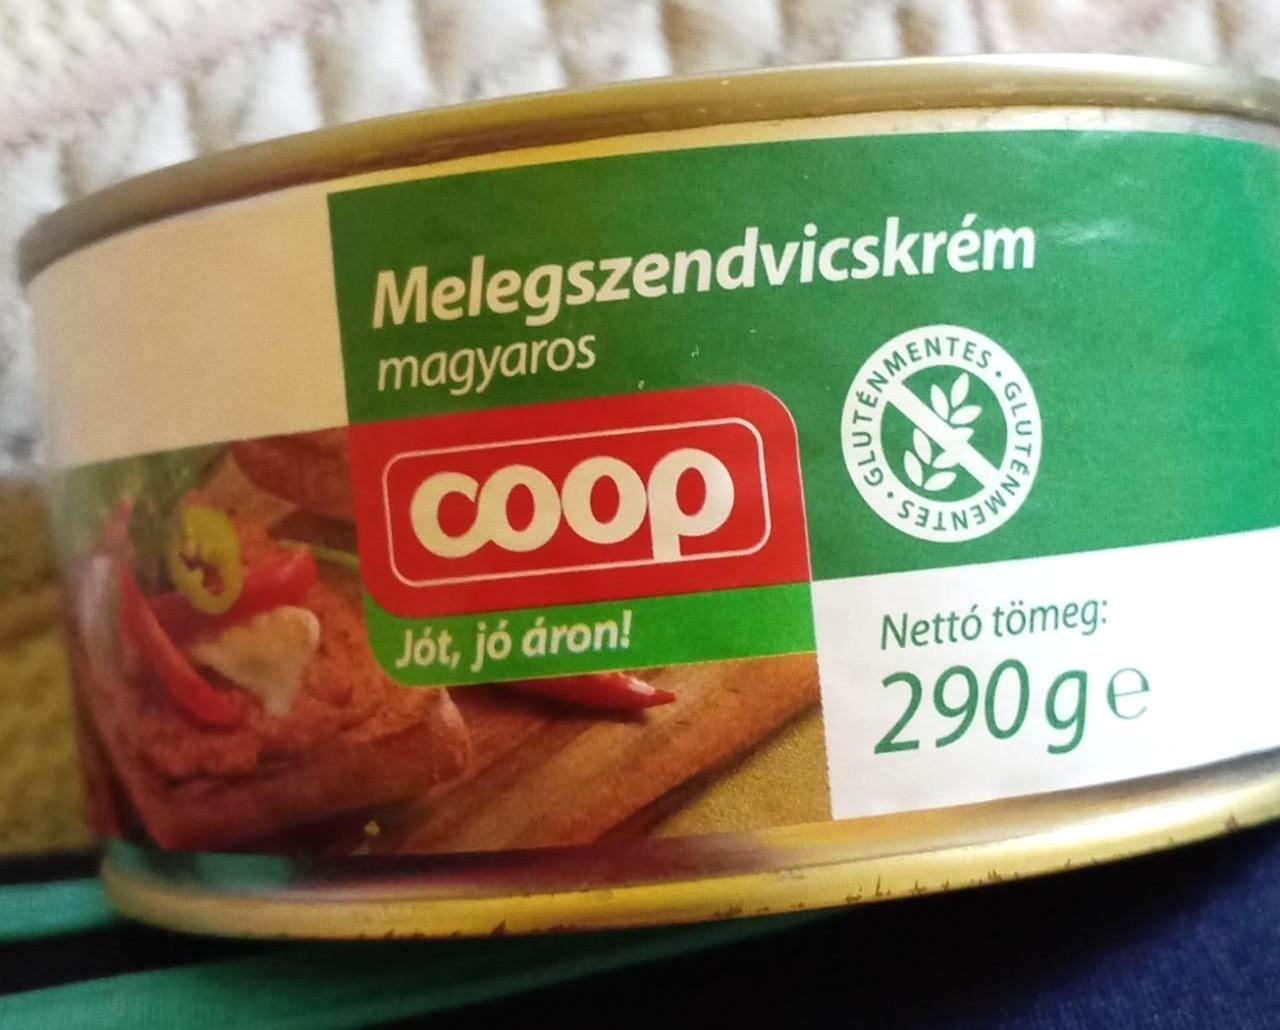 Melegszendvicskrém
magyaros
coop
Jót, jó áron!
GLUTÉNMENTES · GLUTÉNMENTES ·
Nettó tömeg:
290 g e